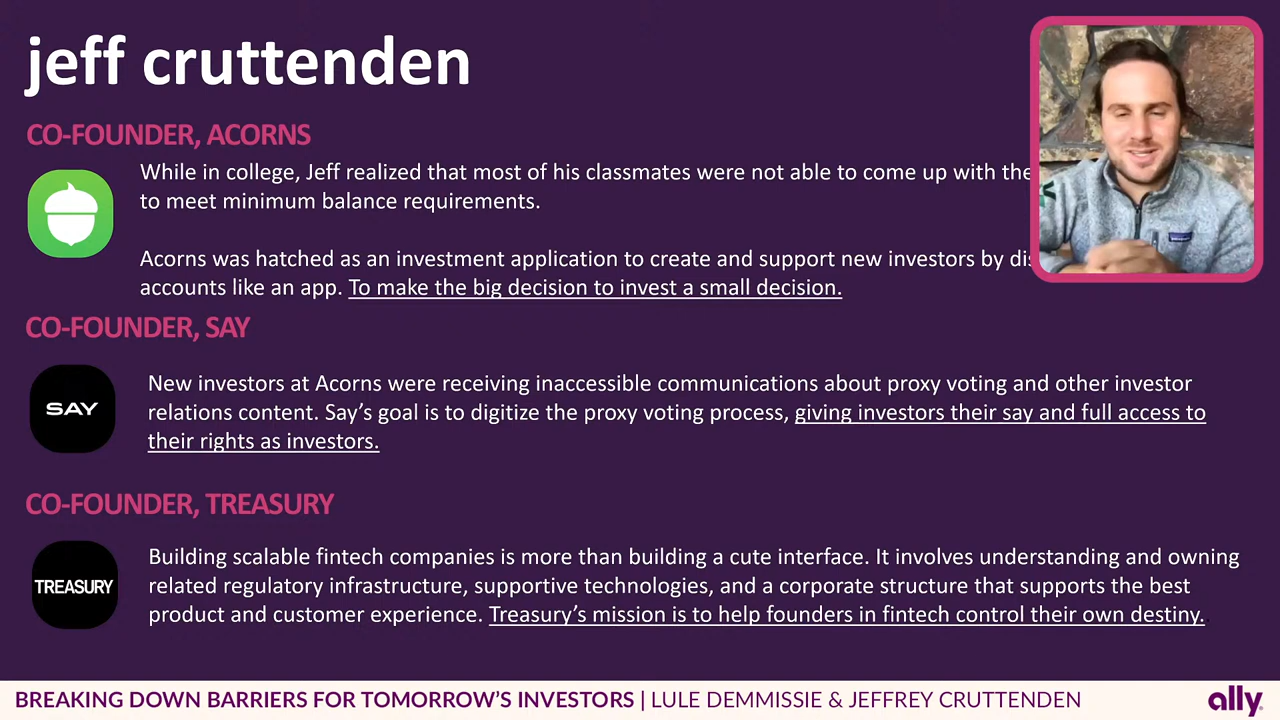 jeff cruttenden
CO-FOUNDER, ACORNS
While in college, Jeff realized that most of his classmates were not able to come up with the
to meet minimum balance requirements.
Acorns was hatched as an investment application to create and support new investors by
accounts like an app. To make the big decision to invest a small decision.
CO-FOUNDER, SAY
SAY
New investors at Acorns were receiving inaccessible communications about proxy voting and other investor
relations content. Say’s goal is to digitize the proxy voting process, giving investors their say and full access to
their rights as investors.
CO-FOUNDER, TREASURY
TREASURY
Building scalable fintech companies is more than building a cute interface. It involves understanding and owning
related regulatory infrastructure, supportive technologies, and a corporate structure that supports the best
product and customer experience. Treasury’s mission is to help founders in fintech control their own destiny.
BREAKING DOWN BARRIERS FOR TOMORROW’S INVESTORS | LULE DEMMISSIE & JEFFREY CRUTTENDEN
ally